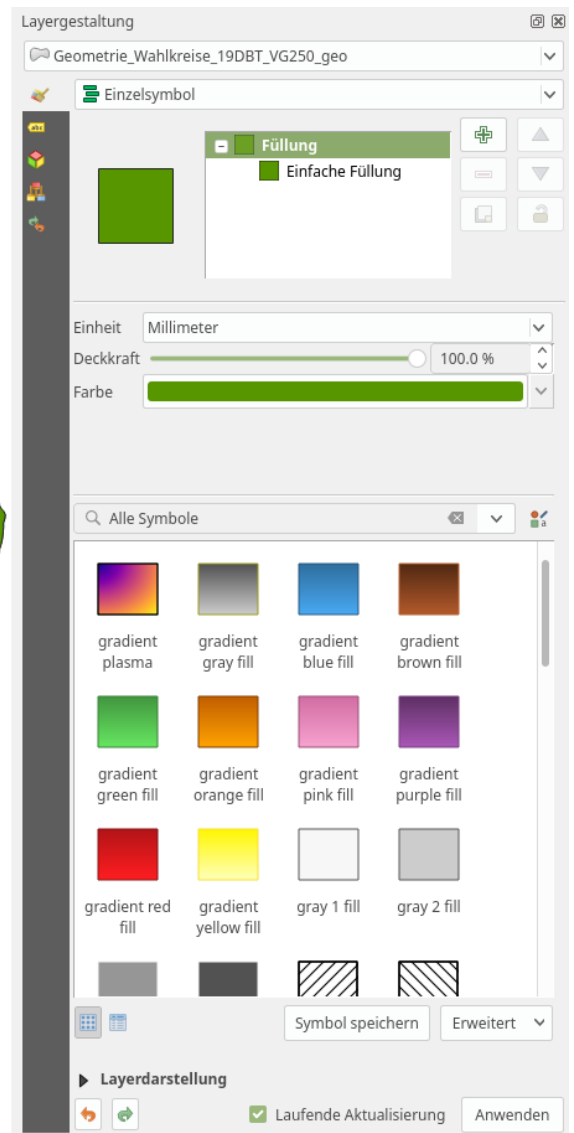 Layergestaltung
Geometrie_Wahlkreise_19DBT_VG250_geo
Einzelsymbol
abc
Füllung
Einfache Füllung
Einheit
Millimeter
Deckkraft
100.0 %
Farbe
Alle Symbole
gradient
plasma
gradient
gray fill
gradient
blue fill
gradient
brown fill
gradient
green fill
gradient
orange fill
gradient
pink fill
gradient
purple fill
gradient red
fill
gradient
yellow fill
gray 1 fill
gray 2 fill
Symbol speichern
Erweitert
Layerdarstellung
Laufende Aktualisierung
Anwenden